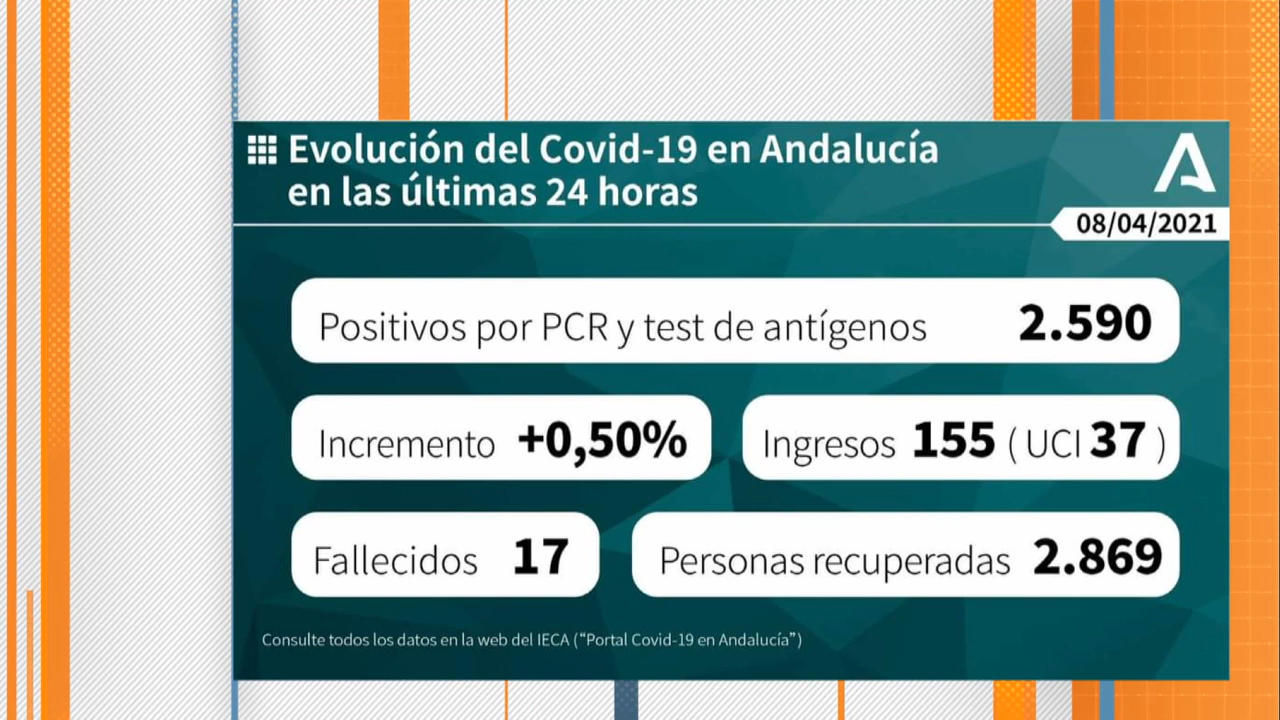 Evolución del Covid-19 en Andalucía
en las últimas 24 horas
08/04/2021
Positivos por PCR y test de antígenos 2.590
Incremento +0,50%
Ingresos 155 ( UCI 37 )
Fallecidos 17
Personas recuperadas 2.869
Consulte todos los datos en la web del IECA (“Portal Covid-19 en Andalucía”)